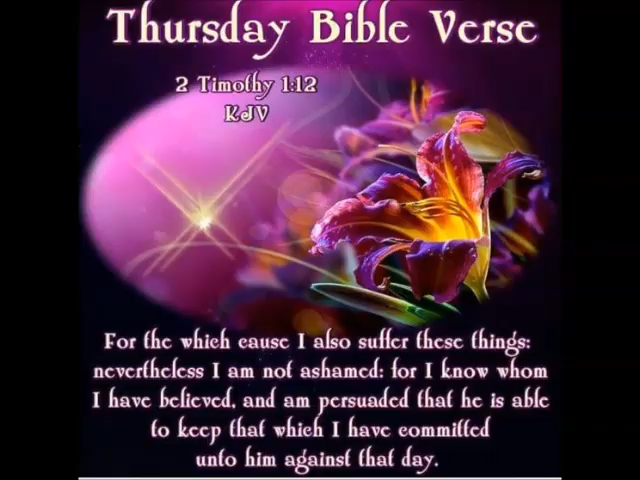 Thursday Bible Verse
2 Timothy 1:12
KJV
For the which cause I also suffer these things:
nevertheless I am not ashamed: for I know whom
I have believed, and am persuaded that he is able
to keep that which I have committed
unto him against that day.